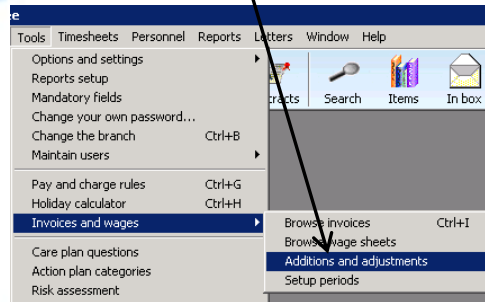 ee
Tools Timesheets Personnel Reports Letters Window Help
Options and settings
Reports setup
Mandatory fields
Change your own password...
Change the branch Ctrl+B
Maintain users
Pay and charge rules Ctrl+G
Holiday calculator Ctrl+H
Invoices and wages
Care plan questions
Action plan categories
Risk assessment
tracts Search Items In box
Browse invoices Ctrl+I
Browse wage sheets
Additions and adjustments
Setup periods